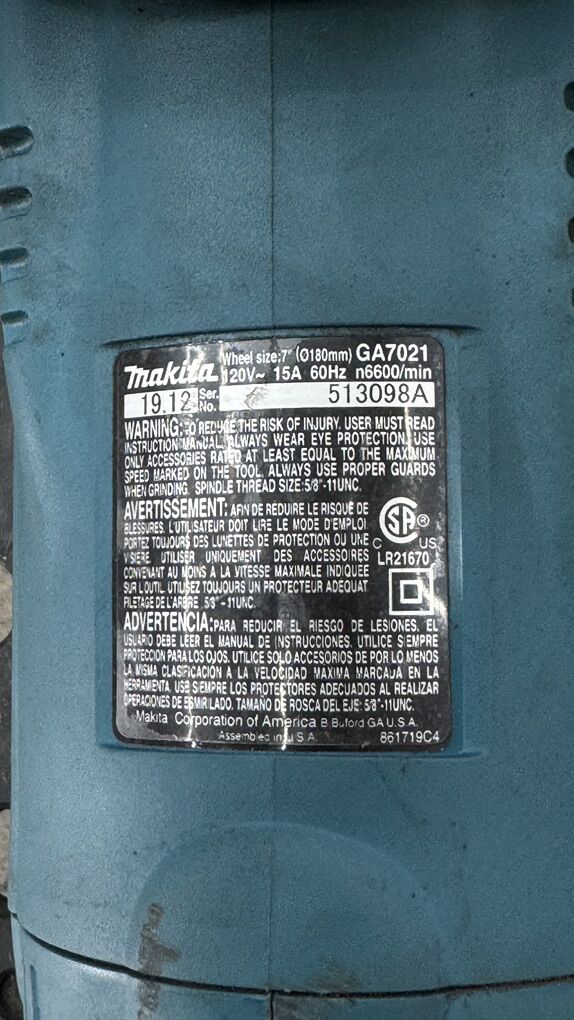 Makita Wheel size:7" (Ø180mm) GA7021
120V~ 15A 60Hz n6600/min
19.12 Ser. No. 513098A
WARNING: TO REDUCE THE RISK OF INJURY. USER MUST READ
INSTRUCTION MANUAL, ALWAYS WEAR EYE PROTECTION, USE
ONLY ACCESSORIES RATED AT LEAST EQUAL TO THE MAXIMUM
SPEED MARKED ON THE TOOL. ALWAYS USE PROPER GUARDS
WHEN GRINDING. SPINDLE THREAD SIZE:5/8"-11UNC.
AVERTISSEMENT: AFIN DE REDUIRE LE RISQUE DE
BLESSURES. L'UTILISATEUR DOIT LIRE LE MODE D'EMPLOI
PORTEZ TOUJOURS DES LUNETTES DE PROTECTION OU UNE
VISIERE UTILISER UNIQUEMENT DES ACCESSOIRES
CONVENANT AU MOINS A LA VITESSE MAXIMALE INDIQUEE
SUR L'OUTIL. UTILISEZ TOUJOURS UN PROTECTEUR ADEQUAT
FILETAGE DE L'ARBRE .5/8"-11UNC.
SA ®
C US
LR21670
ADVERTENCIA:PARA REDUCIR EL RIESGO DE LESIONES. EL
USUARIO DEBE LEER EL MANUAL DE INSTRUCCIONES. UTILICE SIEMPRE
PROTECCION PARA LOS OJOS. UTILICE SOLO ACCESORIOS DE POR LO MENOS
LA MISMA CLASIFICACION A LA VELOCIDAD MAXIMA MARCADA EN LA
HERRAMIENTA. USE SIEMPRE LOS PROTECTORES ADECUADOS AL REALIZAR
OPERACIONES DE ESMIRILADO. TAMAÑO DE ROSCA DEL EJE: 5/8"-11UNC.
Makita Corporation of America B Buford GA U.S.A.
Assembled in U S A. 861719C4